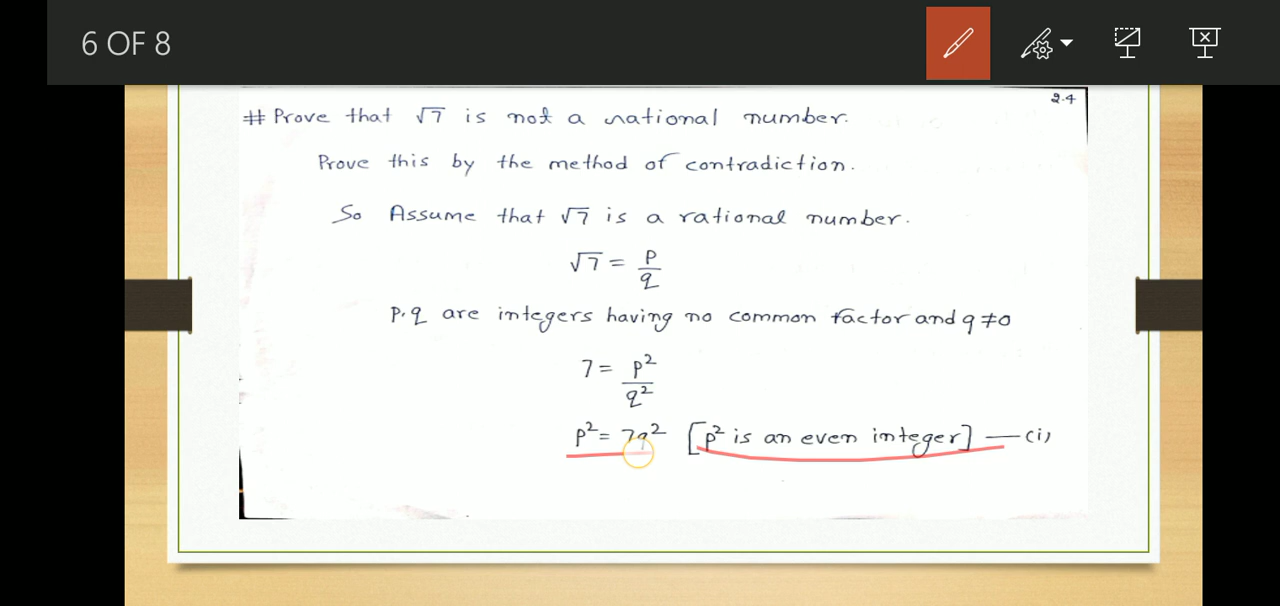 6 OF 8
2.4
# Prove that √7 is not a rational number.
Prove this by the method of contradiction.
So Assume that √7 is a rational number.
√7 = p/q
p, q are integers having no common factor and q ≠ 0
7 = p²/q²
p² = 7q² [p² is an even integer] — (i)